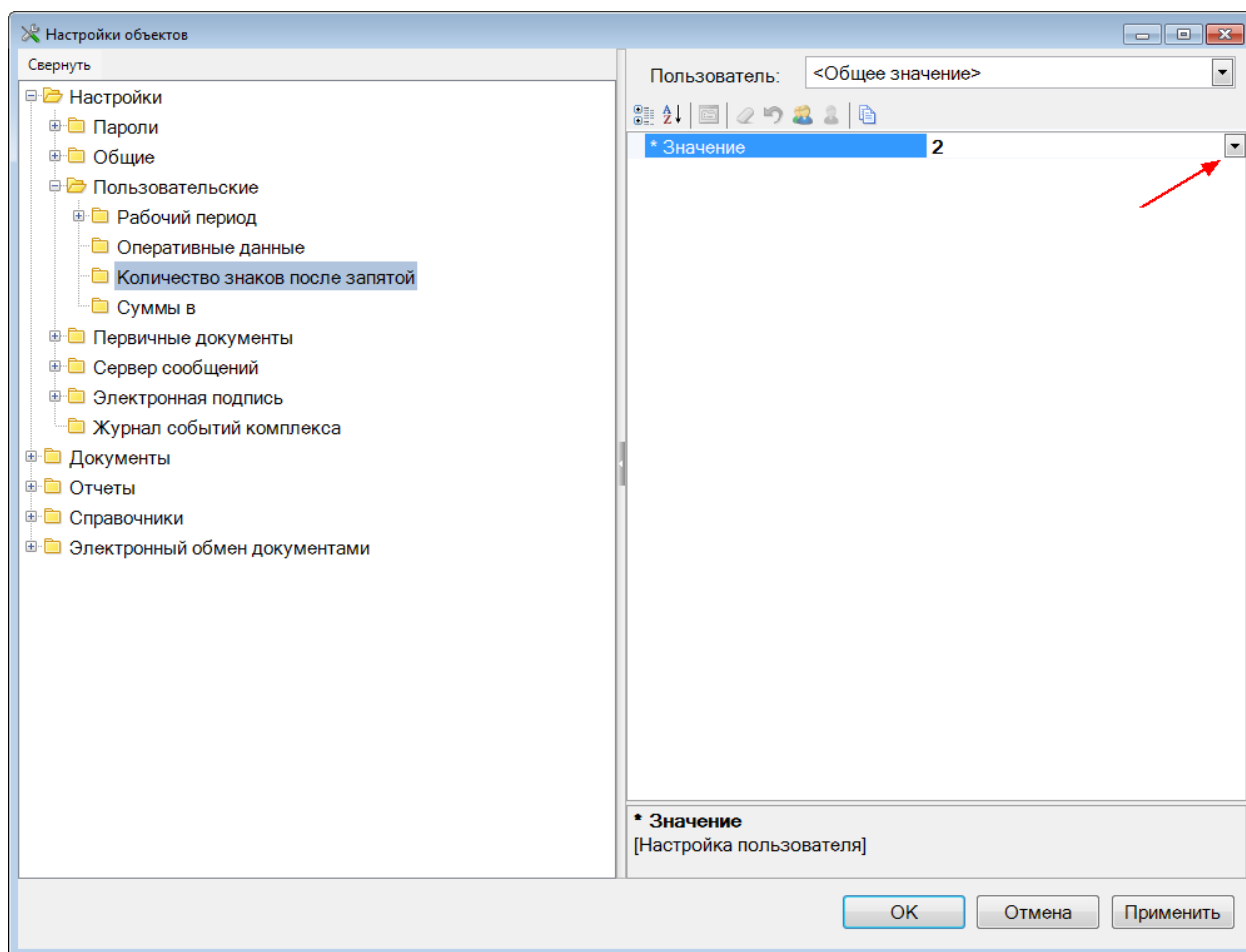 Настройки объектов
Свернуть
Настройки
Пароли
Общие
Пользовательские
Рабочий период
Оперативные данные
Количество знаков после запятой
Суммы в
Первичные документы
Сервер сообщений
Электронная подпись
Журнал событий комплекса
Документы
Отчеты
Справочники
Электронный обмен документами
Пользователь: <Общее значение>
* Значение 2
* Значение
[Настройка пользователя]
OK Отмена Применить